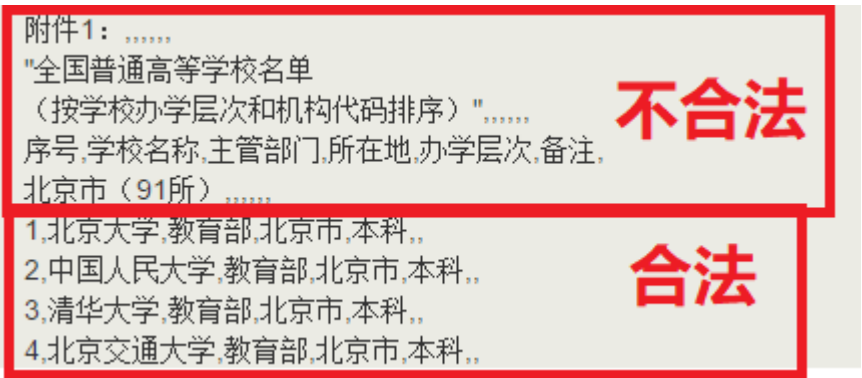 附件1：,,,,,,
"全国普通高等学校名单
（按学校办学层次和机构代码排序）",,,,,,
不合法
序号,学校名称,主管部门,所在地,办学层次,备注,
北京市（91所）,,,,,,
1,北京大学,教育部,北京市,本科,,
2,中国人民大学,教育部,北京市,本科,,
合法
3,清华大学,教育部,北京市,本科,,
4,北京交通大学,教育部,北京市,本科,,